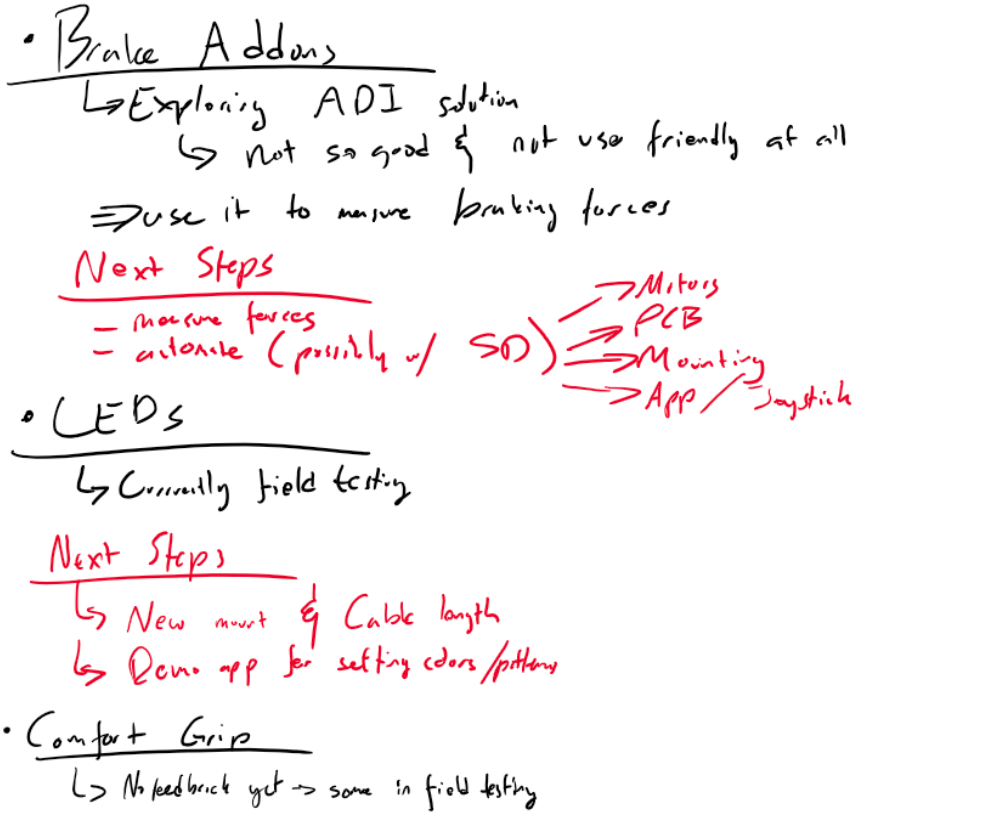 • Brake Addons
↳ Exploring ADI solution
↳ not so good & not use friendly at all
⇒ use it to measure braking forces
Next Steps
- measure forces
- automate (possibly w/ SD)
→ Motors
→ PCB
→ Mounting
→ App / Joystick
• LEDs
↳ Currently field testing
Next Steps
↳ New mount & Cable length
↳ Demo app for setting colors/patterns
• Comfort Grip
↳ No feedback yet → some in field testing